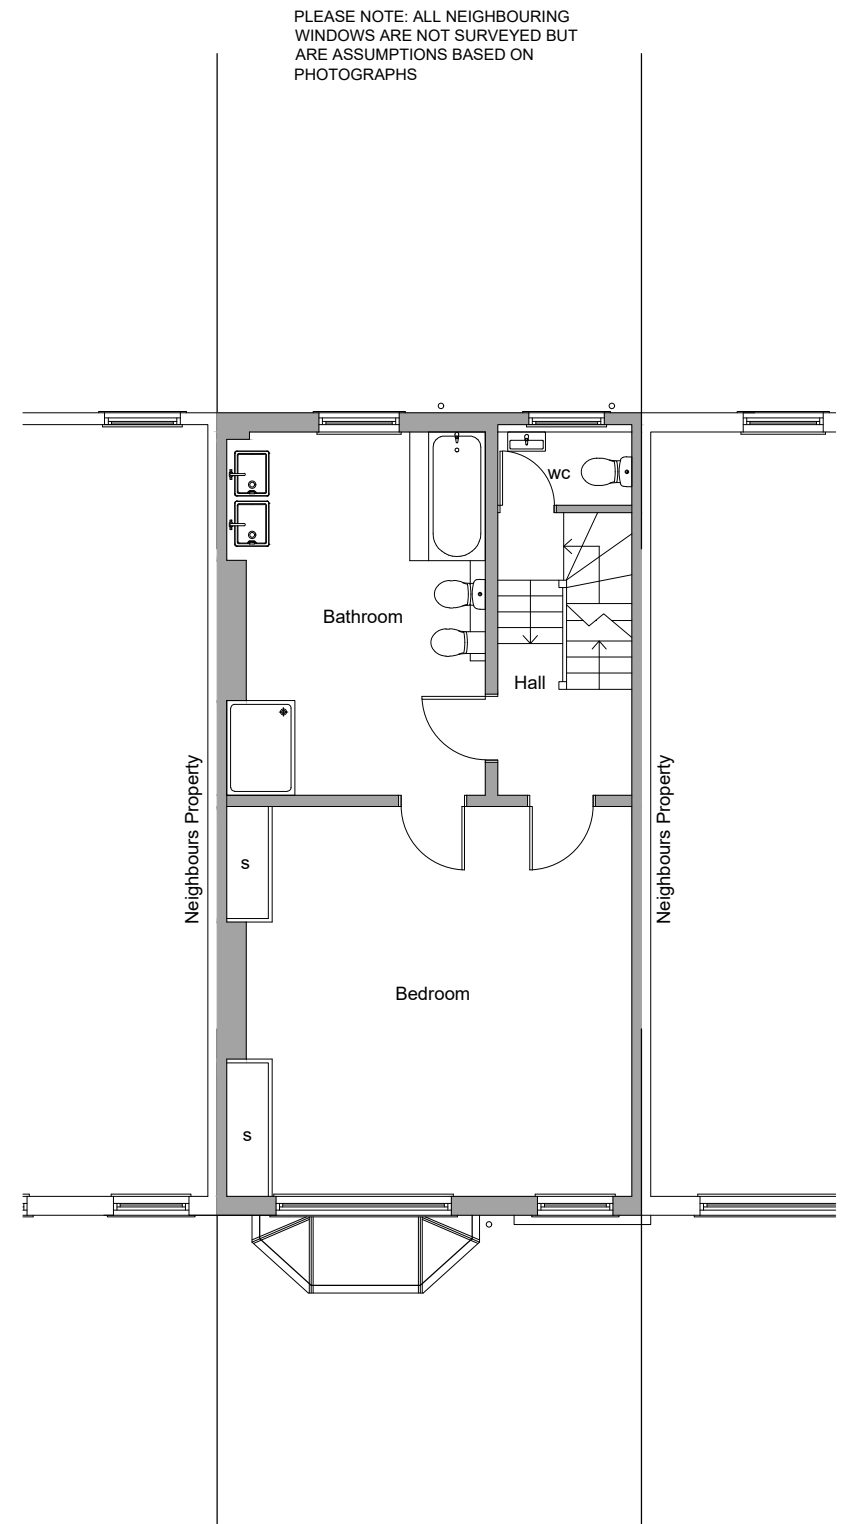 PLEASE NOTE: ALL NEIGHBOURING
WINDOWS ARE NOT SURVEYED BUT
ARE ASSUMPTIONS BASED ON
PHOTOGRAPHS
WC
Bathroom
Hall
Neighbours Property
Neighbours Property
S
Bedroom
S